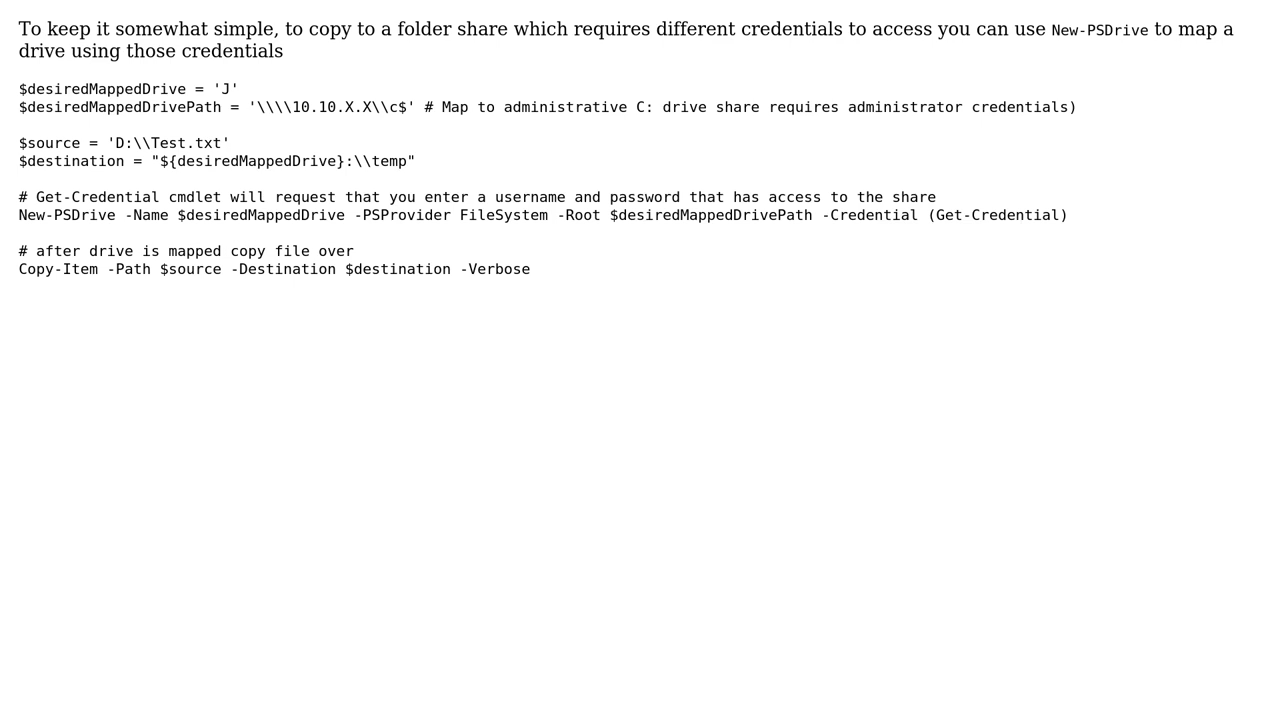 To keep it somewhat simple, to copy to a folder share which requires different credentials to access you can use New-PSDrive to map a
drive using those credentials
$desiredMappedDrive = 'J'
$desiredMappedDrivePath = '\\\\10.10.X.X\\c$' # Map to administrative C: drive share requires administrator credentials)
$source = 'D:\\Test.txt'
$destination = "${desiredMappedDrive}:\\temp"
# Get-Credential cmdlet will request that you enter a username and password that has access to the share
New-PSDrive -Name $desiredMappedDrive -PSProvider FileSystem -Root $desiredMappedDrivePath -Credential (Get-Credential)
# after drive is mapped copy file over
Copy-Item -Path $source -Destination $destination -Verbose